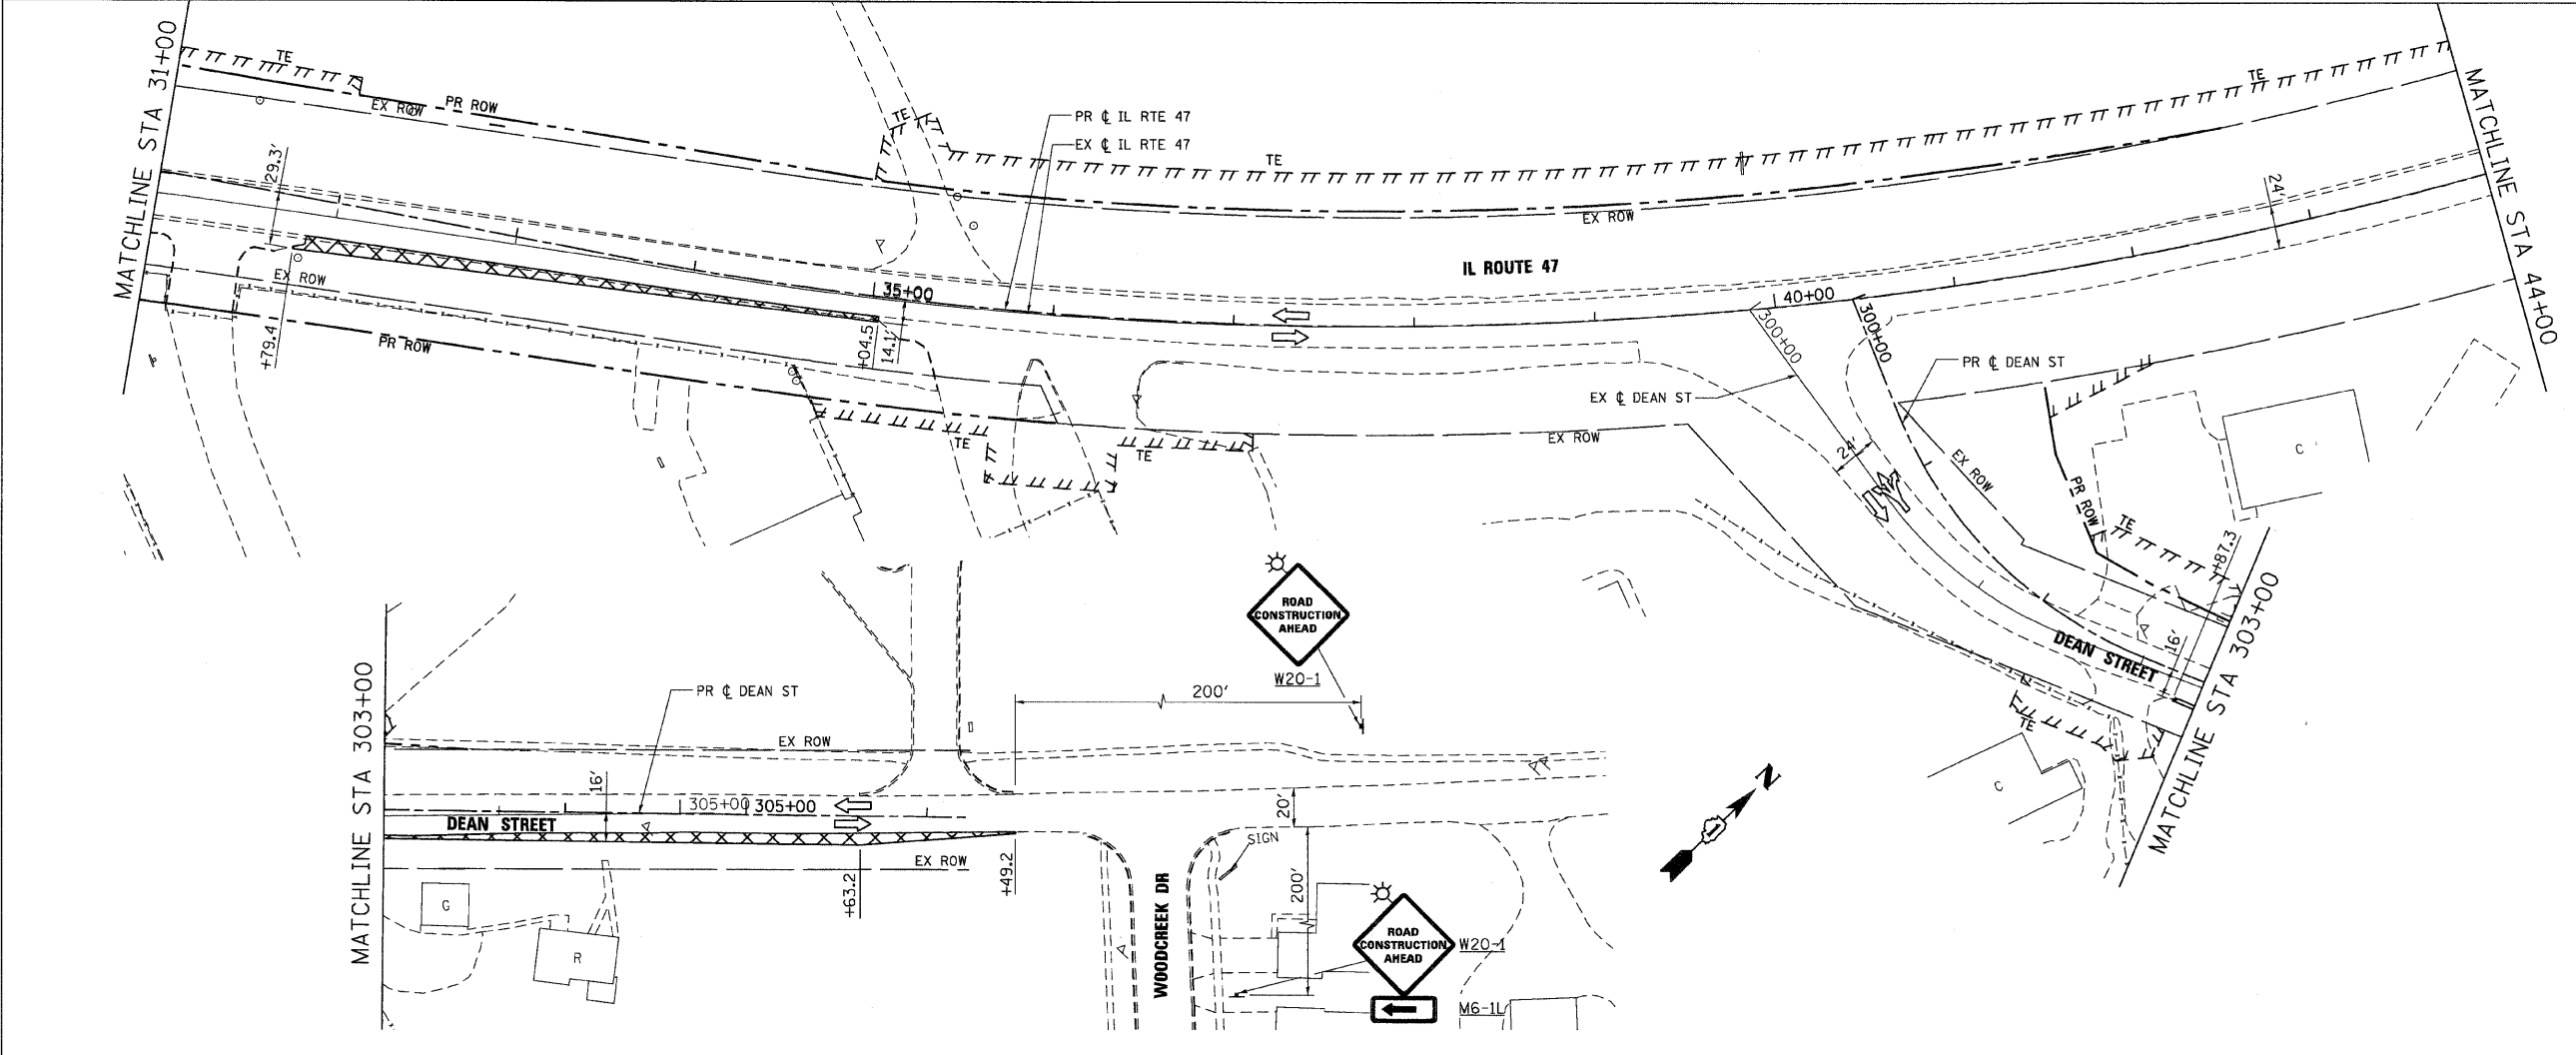 MATCHLINE STA 31+00
TE
EX ROW
PR ROW
29.3'
EX ROW
+79.4
PR ROW
TE
PR ℄ IL RTE 47
EX ℄ IL RTE 47
TE
35+00
+04.5
14.1'
TE
TE
EX ROW
IL ROUTE 47
40+00
300+00
300+00
EX ℄ DEAN ST
PR ℄ DEAN ST
EX ROW
TE
24'
MATCHLINE STA 44+00
24'
EX ROW
PR ROW
TE
C
+87.3
16'
DEAN STREET
MATCHLINE STA 303+00
TE
C
N
MATCHLINE STA 303+00
PR ℄ DEAN ST
EX ROW
16'
305+00
305+00
DEAN STREET
EX ROW
+63.2
+49.2
G
R
200'
ROAD
CONSTRUCTION
AHEAD
W20-1
20'
SIGN
200'
WOODCREEK DR
ROAD
CONSTRUCTION
AHEAD
W20-1
M6-1L